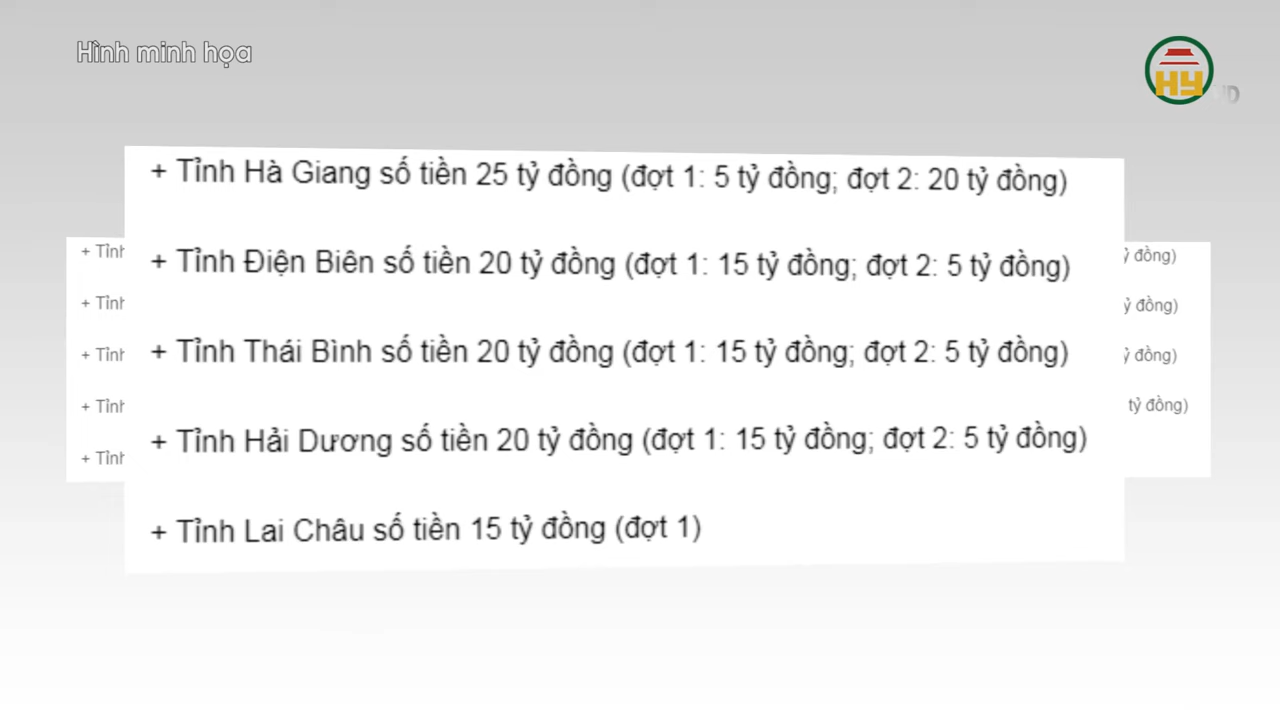 Hình minh họa
HY
+ Tỉnh Hà Giang số tiền 25 tỷ đồng (đợt 1: 5 tỷ đồng; đợt 2: 20 tỷ đồng)
+ Tỉnh Điện Biên số tiền 20 tỷ đồng (đợt 1: 15 tỷ đồng; đợt 2: 5 tỷ đồng)
+ Tỉnh Thái Bình số tiền 20 tỷ đồng (đợt 1: 15 tỷ đồng; đợt 2: 5 tỷ đồng)
+ Tỉnh Hải Dương số tiền 20 tỷ đồng (đợt 1: 15 tỷ đồng; đợt 2: 5 tỷ đồng)
+ Tỉnh Lai Châu số tiền 15 tỷ đồng (đợt 1)